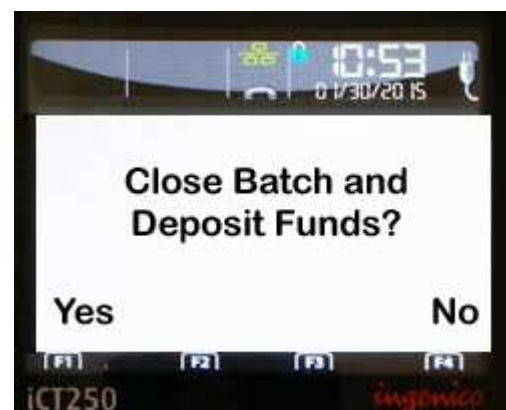 10:53
01/30/2015
Close Batch and
Deposit Funds?
Yes No
F1 F2 F3 F4
iCT250 ingenico